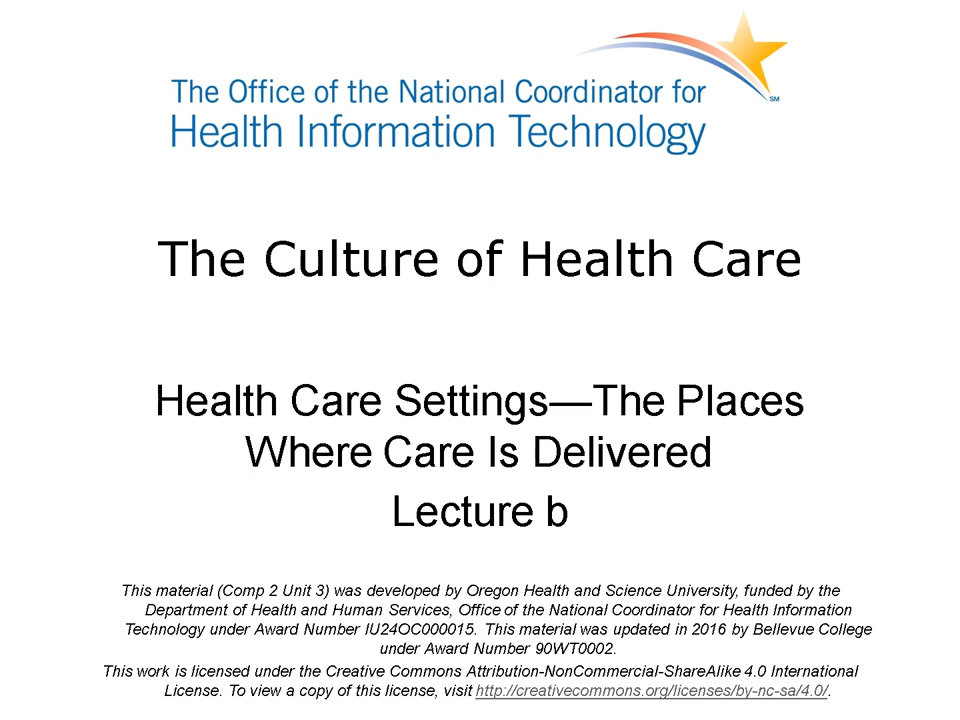 The Office of the National Coordinator for
Health Information Technology
SM
The Culture of Health Care
Health Care Settings—The Places
Where Care Is Delivered
Lecture b
This material (Comp 2 Unit 3) was developed by Oregon Health and Science University, funded by the
Department of Health and Human Services, Office of the National Coordinator for Health Information
Technology under Award Number IU24OC000015. This material was updated in 2016 by Bellevue College
under Award Number 90WT0002.
This work is licensed under the Creative Commons Attribution-NonCommercial-ShareAlike 4.0 International
License. To view a copy of this license, visit http://creativecommons.org/licenses/by-nc-sa/4.0/.